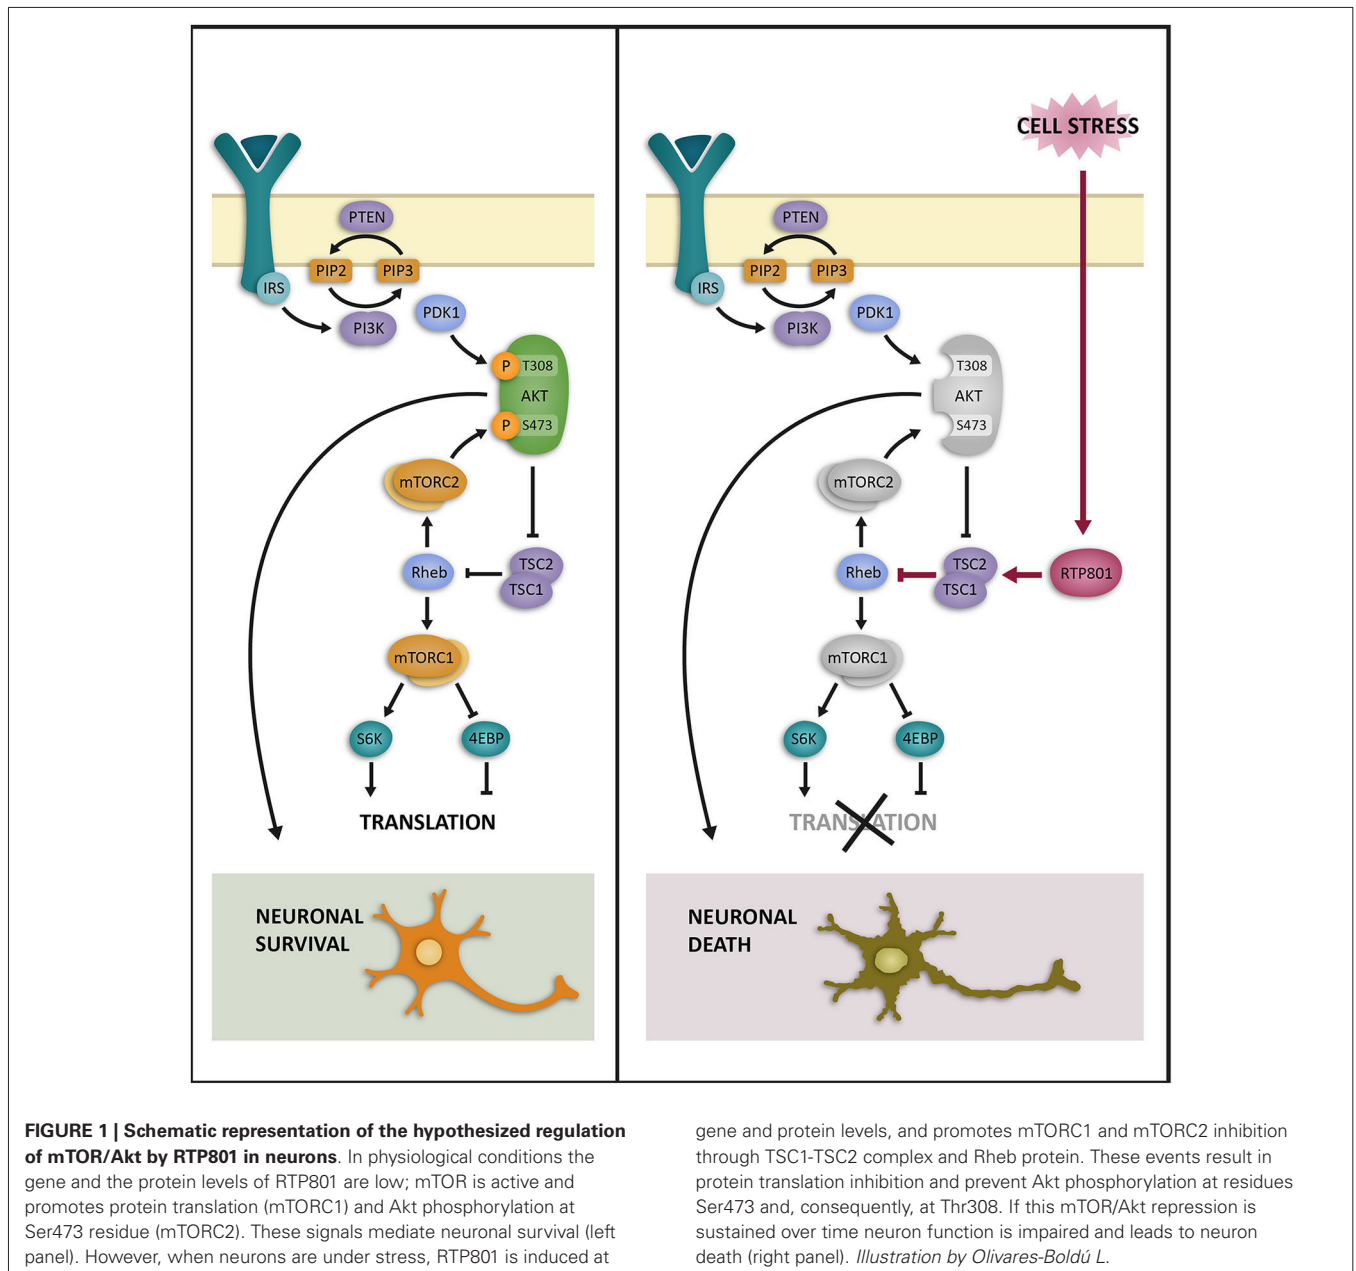 CELL STRESS
PTEN
PIP2 PIP3
IRS
PI3K
PDK1
P T308
AKT
P S473
mTORC2
Rheb
TSC2
TSC1
mTORC1
S6K
4EBP
TRANSLATION
NEURONAL
SURVIVAL
PTEN
PIP2 PIP3
IRS
PI3K
PDK1
T308
AKT
S473
mTORC2
Rheb
TSC2
TSC1
RTP801
mTORC1
S6K
4EBP
TRANSLATION
NEURONAL
DEATH
FIGURE 1 | Schematic representation of the hypothesized regulation
of mTOR/Akt by RTP801 in neurons. In physiological conditions the
gene and the protein levels of RTP801 are low; mTOR is active and
promotes protein translation (mTORC1) and Akt phosphorylation at
Ser473 residue (mTORC2). These signals mediate neuronal survival (left
panel). However, when neurons are under stress, RTP801 is induced at
gene and protein levels, and promotes mTORC1 and mTORC2 inhibition
through TSC1-TSC2 complex and Rheb protein. These events result in
protein translation inhibition and prevent Akt phosphorylation at residues
Ser473 and, consequently, at Thr308. If this mTOR/Akt repression is
sustained over time neuron function is impaired and leads to neuron
death (right panel). Illustration by Olivares-Boldú L.